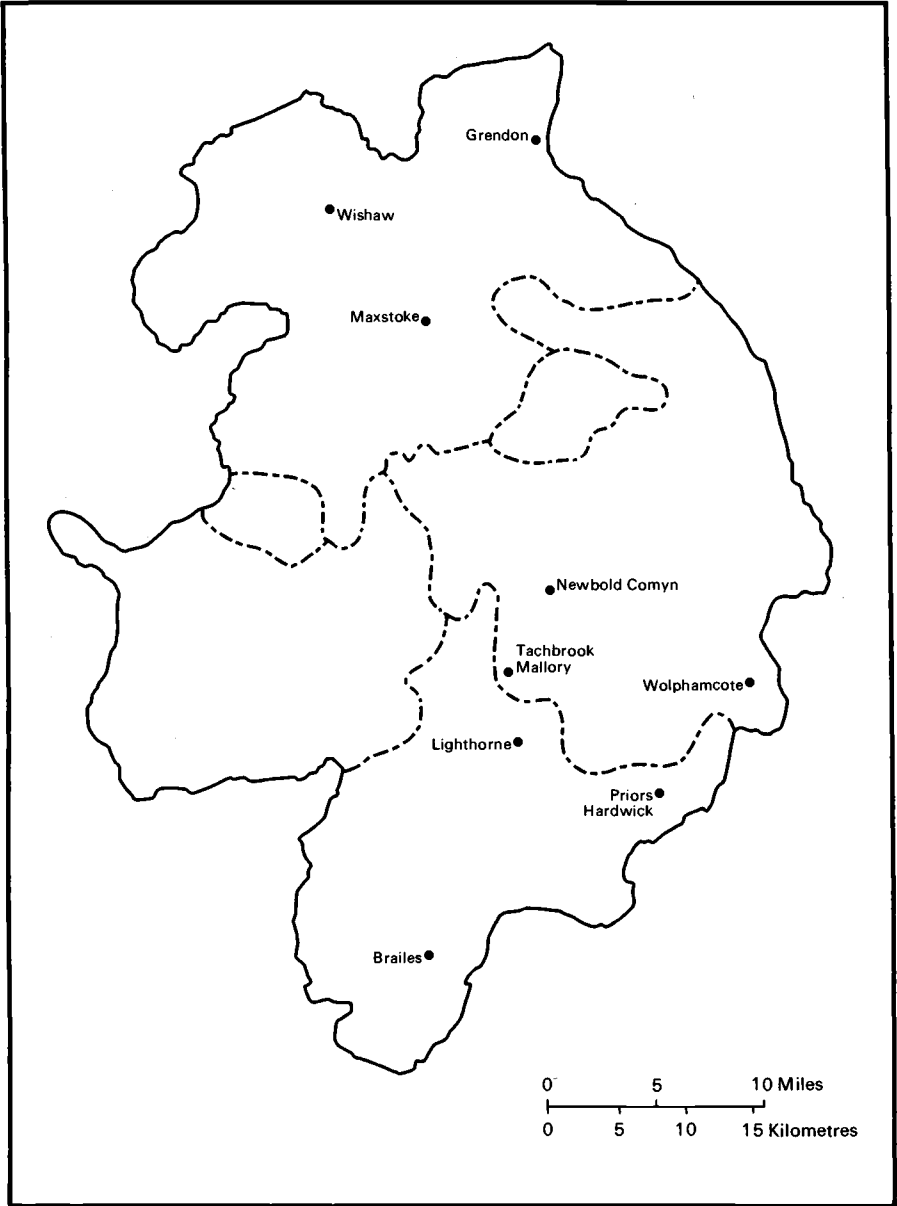 Grendon
Wishaw
Maxstoke
Newbold Comyn
Tachbrook
Mallory
Wolphamcote
Lighthorne
Priors
Hardwick
Brailes
0 5 10 Miles
0 5 10 15 Kilometres